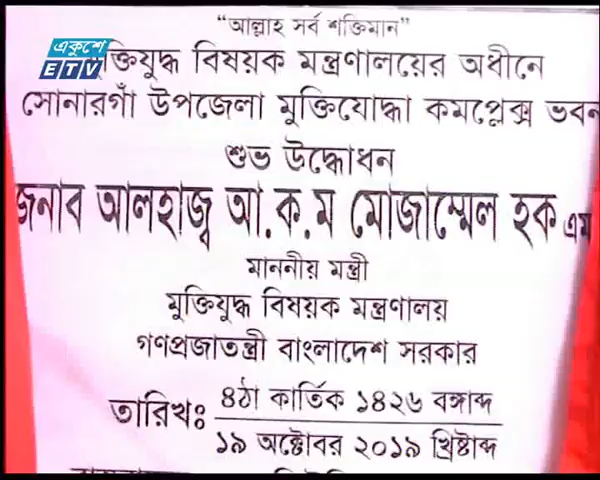 “আল্লাহ সর্ব শক্তিমান”
একুশে
ETV
মুক্তিযুদ্ধ বিষয়ক মন্ত্রণালয়ের অধীনে
সোনারগাঁ উপজেলা মুক্তিযোদ্ধা কমপ্লেক্স ভবন
শুভ উদ্ধোধন
জনাব আলহাজ্ব আ.ক.ম মোজাম্মেল হক এম
মাননীয় মন্ত্রী
মুক্তিযুদ্ধ বিষয়ক মন্ত্রণালয়
গণপ্রজাতন্ত্রী বাংলাদেশ সরকার
তারিখঃ ৪ঠা কার্তিক ১৪২৬ বঙ্গাব্দ
১৯ অক্টোবর ২০১৯ খ্রিষ্টাব্দ